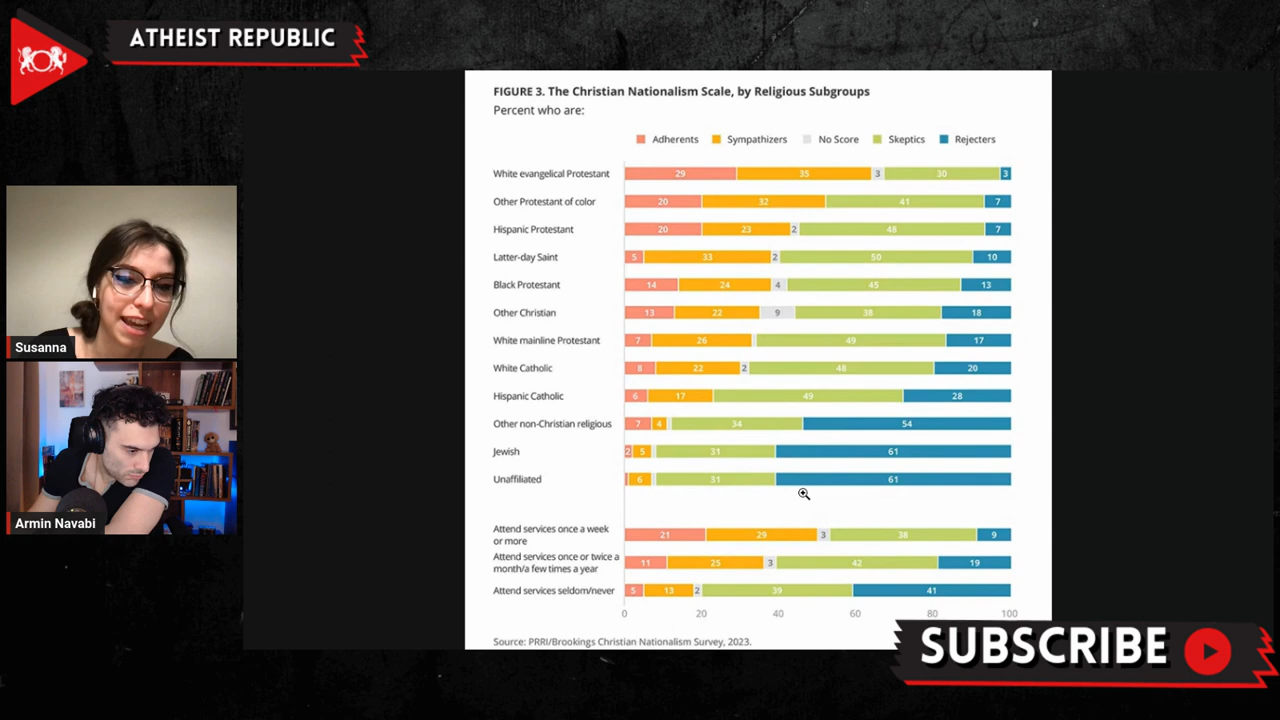 ATHEIST REPUBLIC
FIGURE 3. The Christian Nationalism Scale, by Religious Subgroups
Percent who are:
Adherents Sympathizers No Score Skeptics Rejecters
White evangelical Protestant 29 35 3 30 3
Other Protestant of color 20 32 41 7
Hispanic Protestant 20 23 2 48 7
Latter-day Saint 5 33 2 50 10
Black Protestant 14 24 4 45 13
Other Christian 13 22 9 38 18
White mainline Protestant 7 26 49 17
White Catholic 8 22 2 48 20
Hispanic Catholic 6 17 49 28
Other non-Christian religious 7 4 34 54
Jewish 2 5 31 61
Unaffiliated 6 31 61
Attend services once a week
or more 21 29 3 38 9
Attend services once or twice a
month/a few times a year 11 25 3 42 19
Attend services seldom/never 5 13 2 39 41
0 20 40 60 80 100
Source: PRRI/Brookings Christian Nationalism Survey, 2023.
Susanna
Armin Navabi
SUBSCRIBE